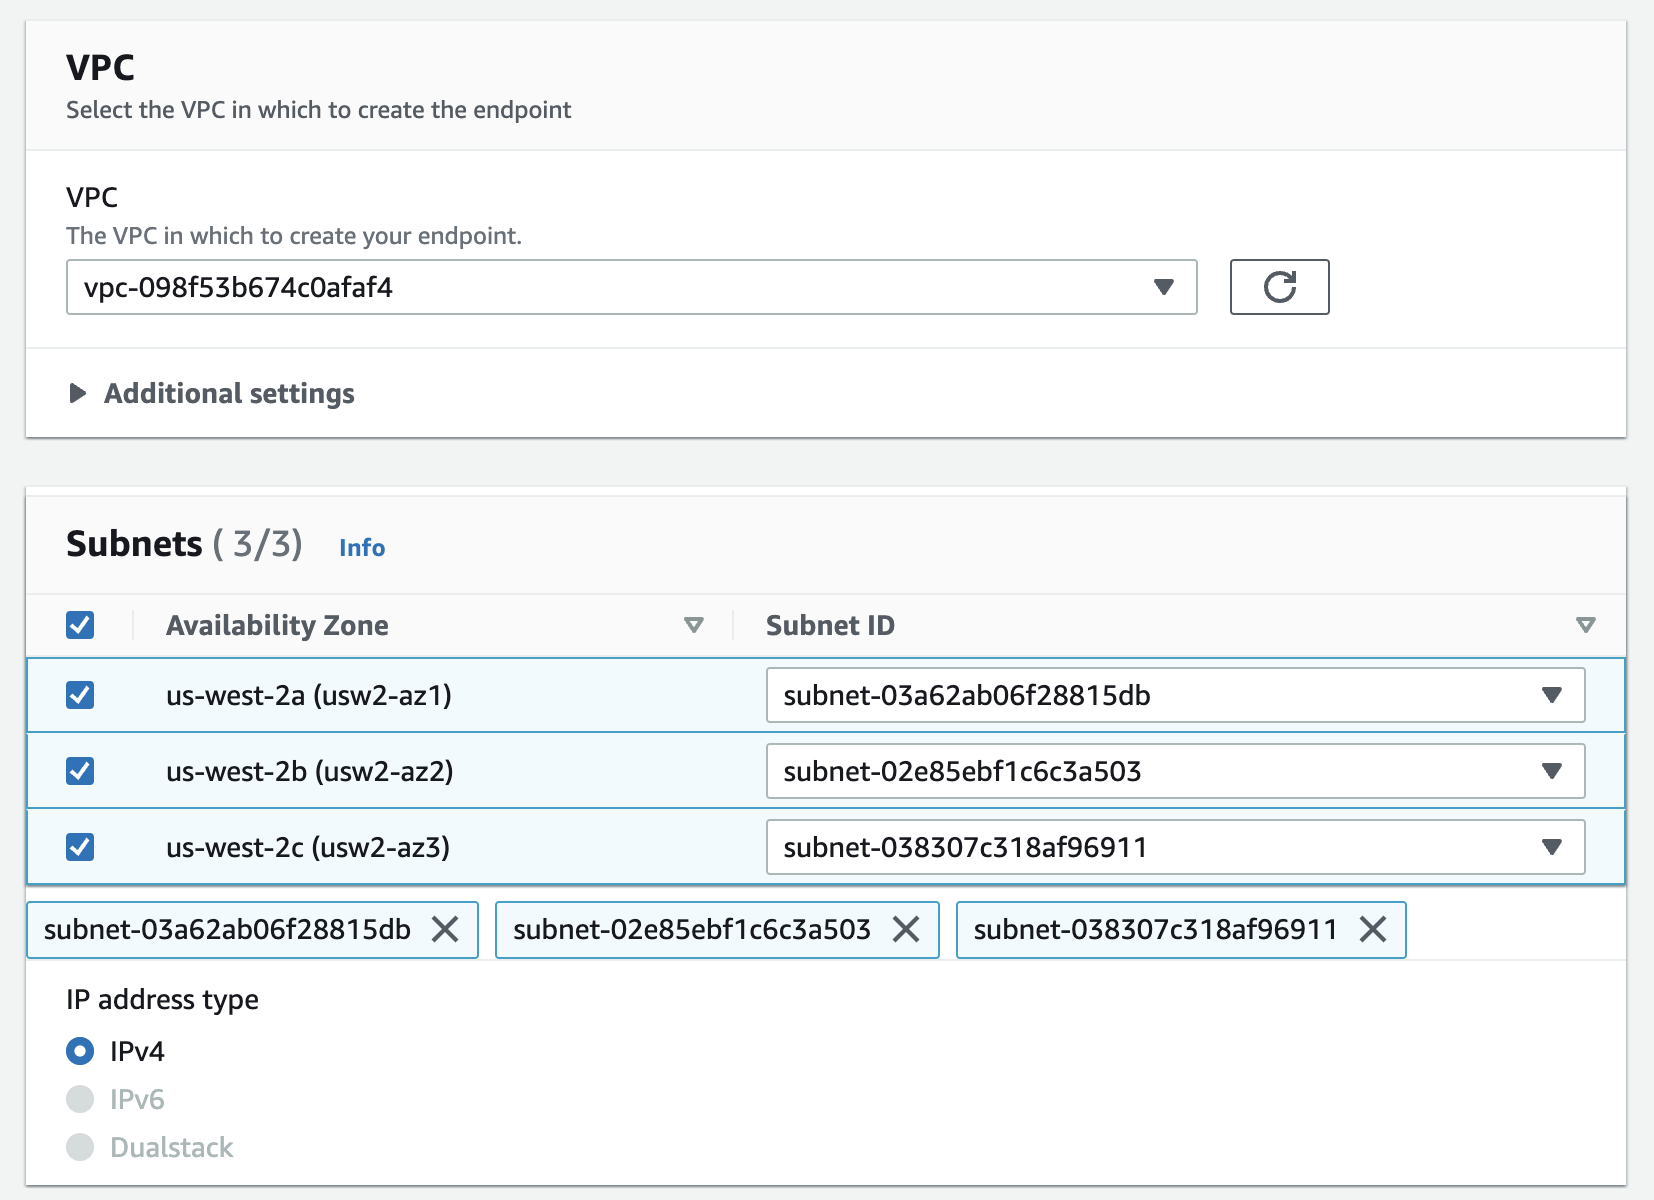 VPC
Select the VPC in which to create the endpoint
VPC
The VPC in which to create your endpoint.
vpc-098f53b674c0afaf4
Additional settings
Subnets ( 3/3) Info
Availability Zone Subnet ID
us-west-2a (usw2-az1) subnet-03a62ab06f28815db
us-west-2b (usw2-az2) subnet-02e85ebf1c6c3a503
us-west-2c (usw2-az3) subnet-038307c318af96911
subnet-03a62ab06f28815db subnet-02e85ebf1c6c3a503 subnet-038307c318af96911
IP address type
IPv4
IPv6
Dualstack